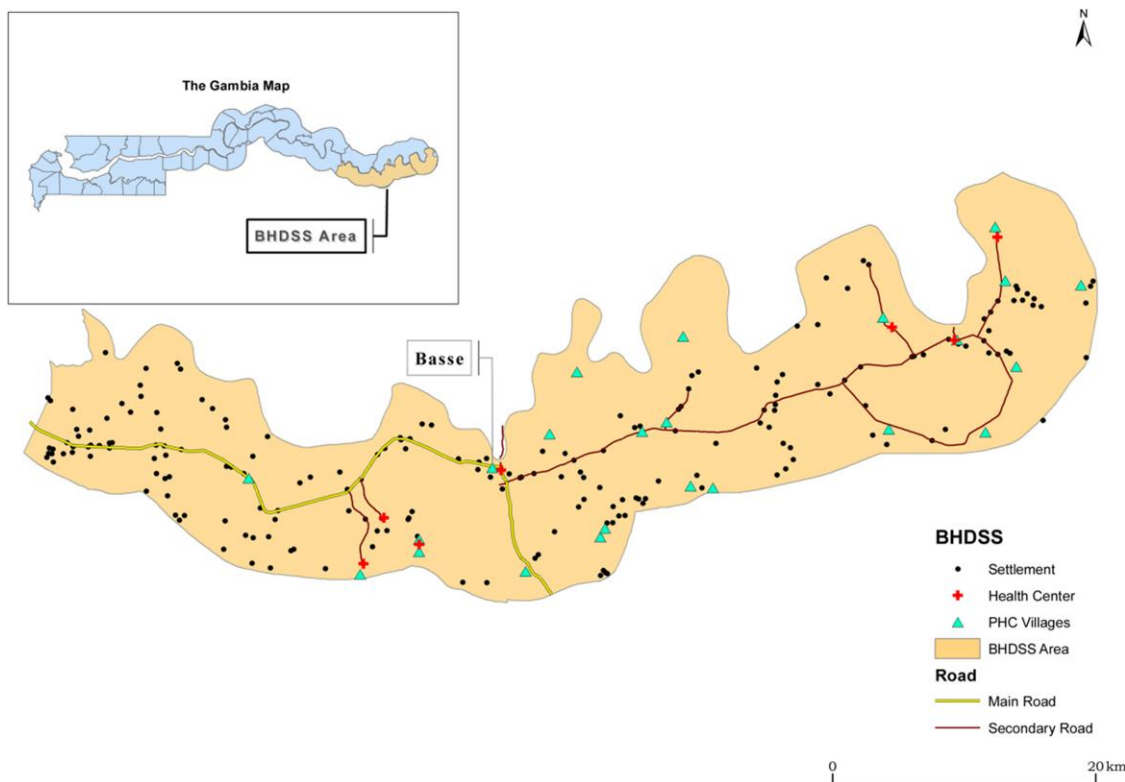 The Gambia Map
BHDSS Area
N
Basse
BHDSS
Settlement
Health Center
PHC Villages
BHDSS Area
Road
Main Road
Secondary Road
0 20 km